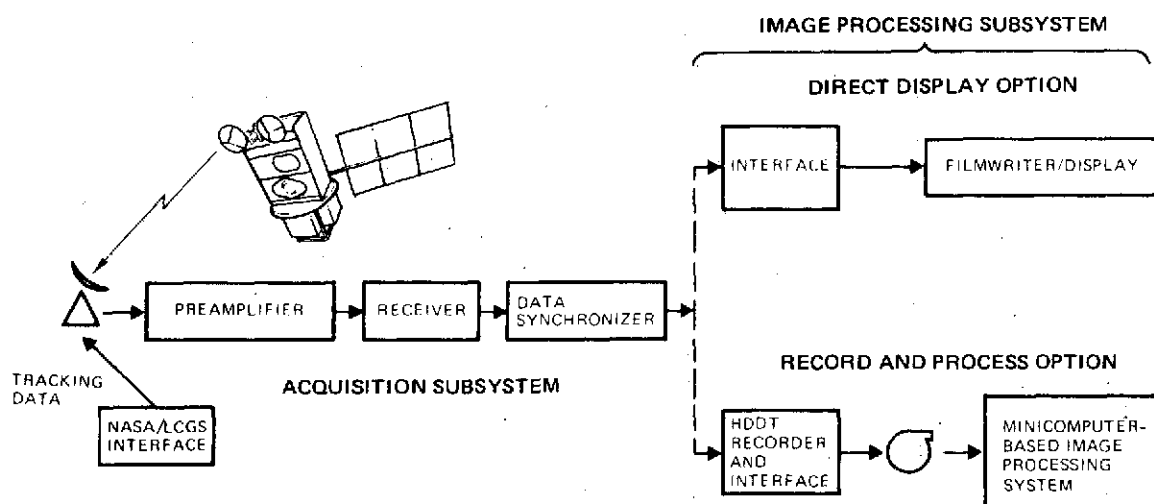 IMAGE PROCESSING SUBSYSTEM
DIRECT DISPLAY OPTION
INTERFACE
FILMWRITER/DISPLAY
PREAMPLIFIER
RECEIVER
DATA
SYNCHRONIZER
TRACKING
DATA
NASA/LCGS
INTERFACE
ACQUISITION SUBSYSTEM
RECORD AND PROCESS OPTION
HDDT
RECORDER
AND
INTERFACE
MINICOMPUTER-
BASED IMAGE
PROCESSING
SYSTEM